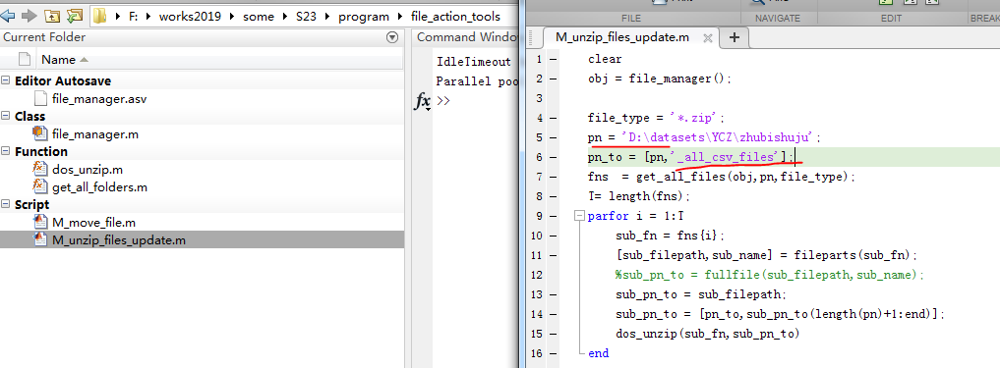 F: works2019 some S23 program file_action_tools
Current Folder
Name
Editor Autosave
file_manager.asv
Class
file_manager.m
Function
dos_unzip.m
get_all_folders.m
Script
M_move_file.m
M_unzip_files_update.m
Command Windo
IdleTimeout
Parallel poo
fx >>
FILE NAVIGATE EDIT BREAK
M_unzip_files_update.m +
1 – clear
2 – obj = file_manager();
3
4 – file_type = '*.zip';
5 – pn = 'D:\datasets\YCZ\zhubishuju';
6 – pn_to = [pn,'_all_csv_files'];
7 – fns = get_all_files(obj,pn,file_type);
8 – T= length(fns);
9 – parfor i = 1:T
10 – sub_fn = fns{i};
11 – [sub_filepath,sub_name] = fileparts(sub_fn);
12 %sub_pn_to = fullfile(sub_filepath,sub_name);
13 – sub_pn_to = sub_filepath;
14 – sub_pn_to = [pn_to,sub_pn_to(length(pn)+1:end)];
15 – dos_unzip(sub_fn,sub_pn_to)
16 – end